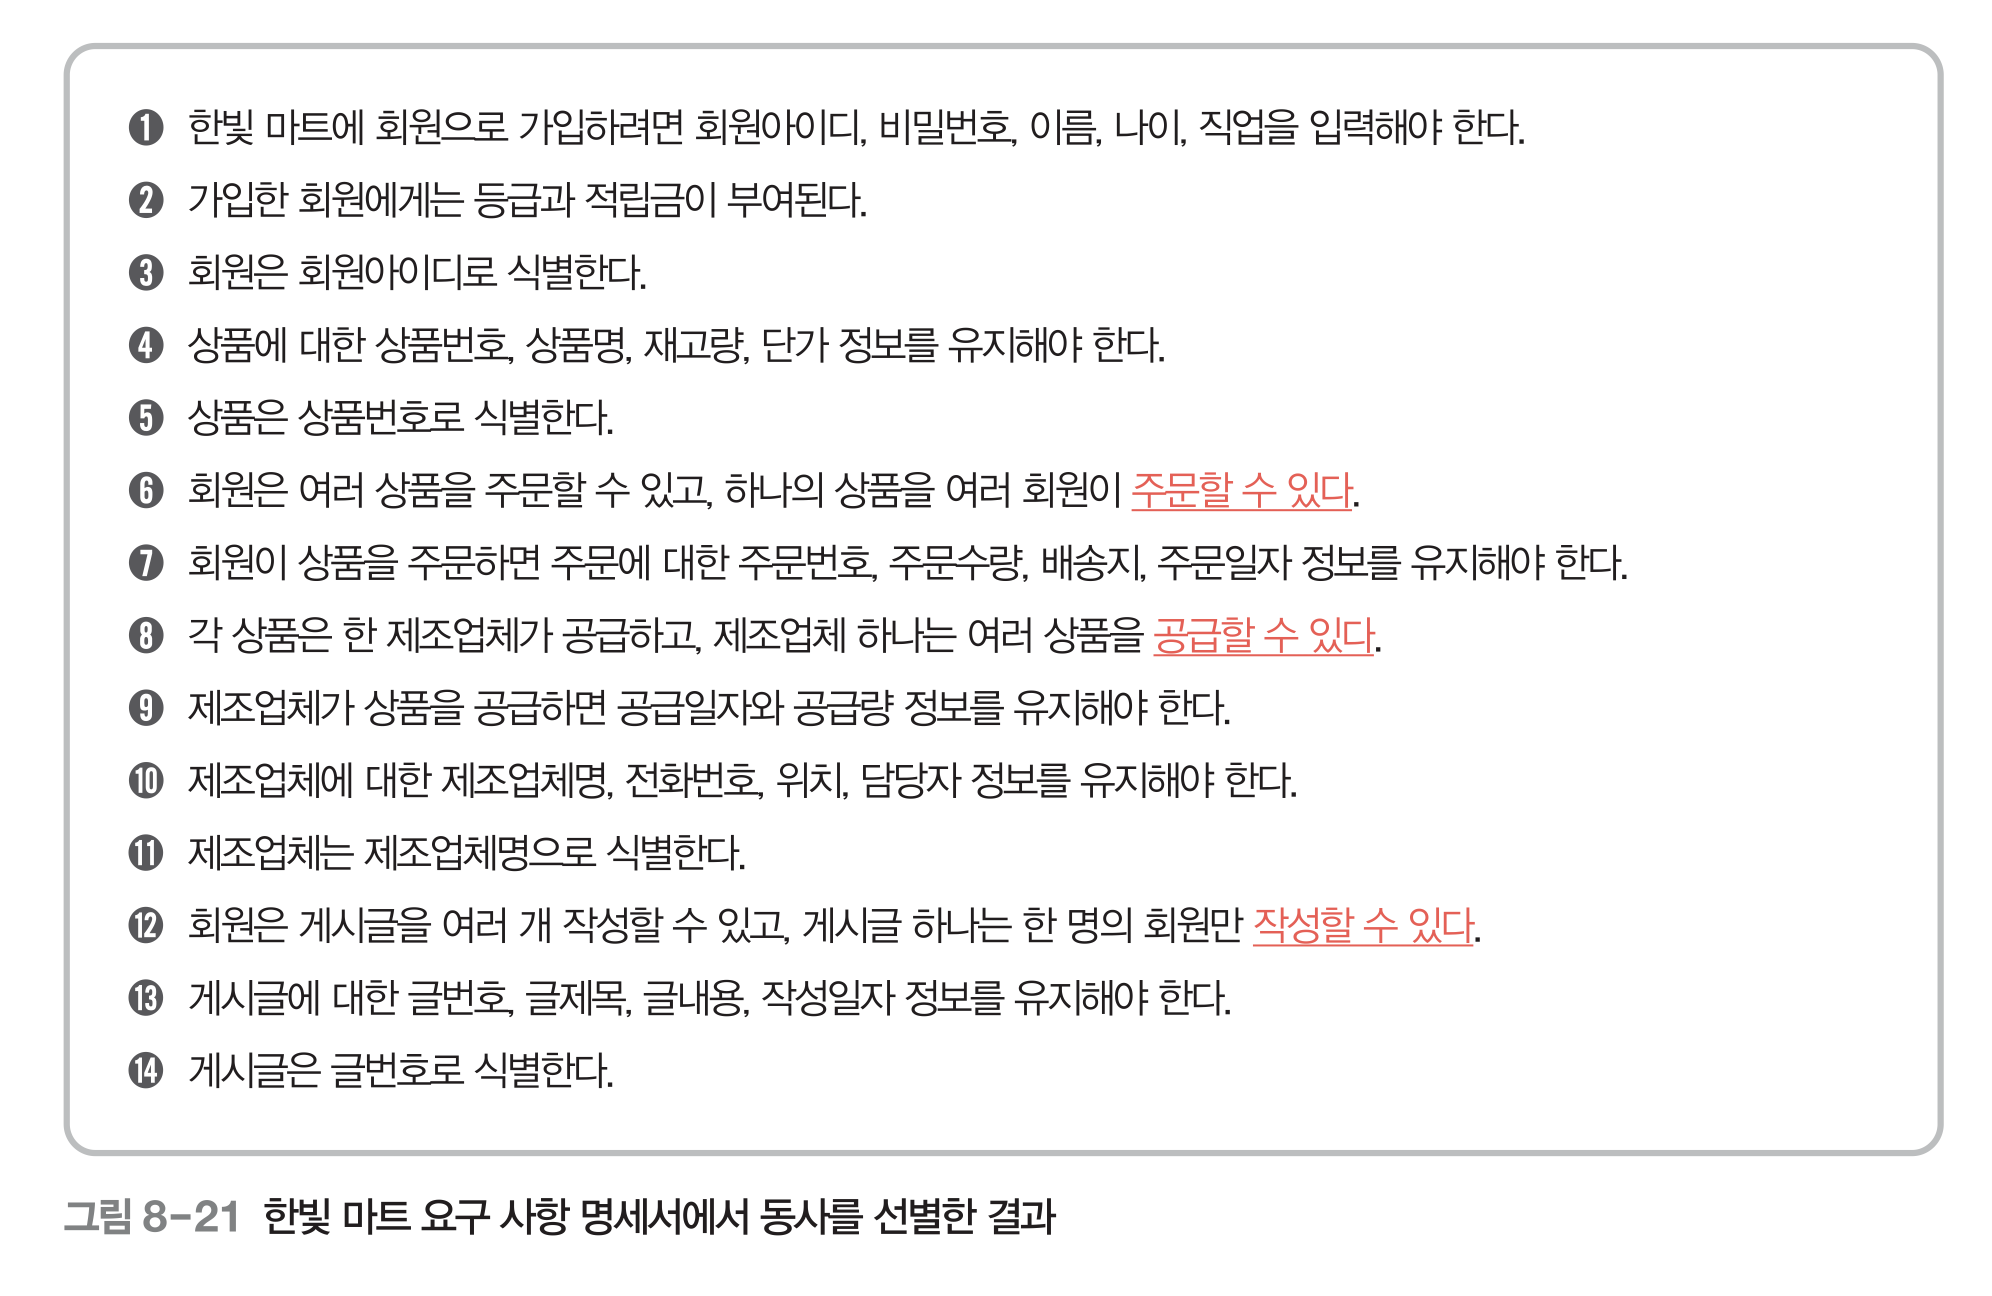 ❶ 한빛 마트에 회원으로 가입하려면 회원아이디, 비밀번호, 이름, 나이, 직업을 입력해야 한다.
❷ 가입한 회원에게는 등급과 적립금이 부여된다.
❸ 회원은 회원아이디로 식별한다.
❹ 상품에 대한 상품번호, 상품명, 재고량, 단가 정보를 유지해야 한다.
❺ 상품은 상품번호로 식별한다.
❻ 회원은 여러 상품을 주문할 수 있고, 하나의 상품을 여러 회원이 주문할 수 있다.
❼ 회원이 상품을 주문하면 주문에 대한 주문번호, 주문수량, 배송지, 주문일자 정보를 유지해야 한다.
❽ 각 상품은 한 제조업체가 공급하고, 제조업체 하나는 여러 상품을 공급할 수 있다.
❾ 제조업체가 상품을 공급하면 공급일자와 공급량 정보를 유지해야 한다.
❿ 제조업체에 대한 제조업체명, 전화번호, 위치, 담당자 정보를 유지해야 한다.
⓫ 제조업체는 제조업체명으로 식별한다.
⓬ 회원은 게시글을 여러 개 작성할 수 있고, 게시글 하나는 한 명의 회원만 작성할 수 있다.
⓭ 게시글에 대한 글번호, 글제목, 글내용, 작성일자 정보를 유지해야 한다.
⓮ 게시글은 글번호로 식별한다.
그림 8-21 한빛 마트 요구 사항 명세서에서 동사를 선별한 결과